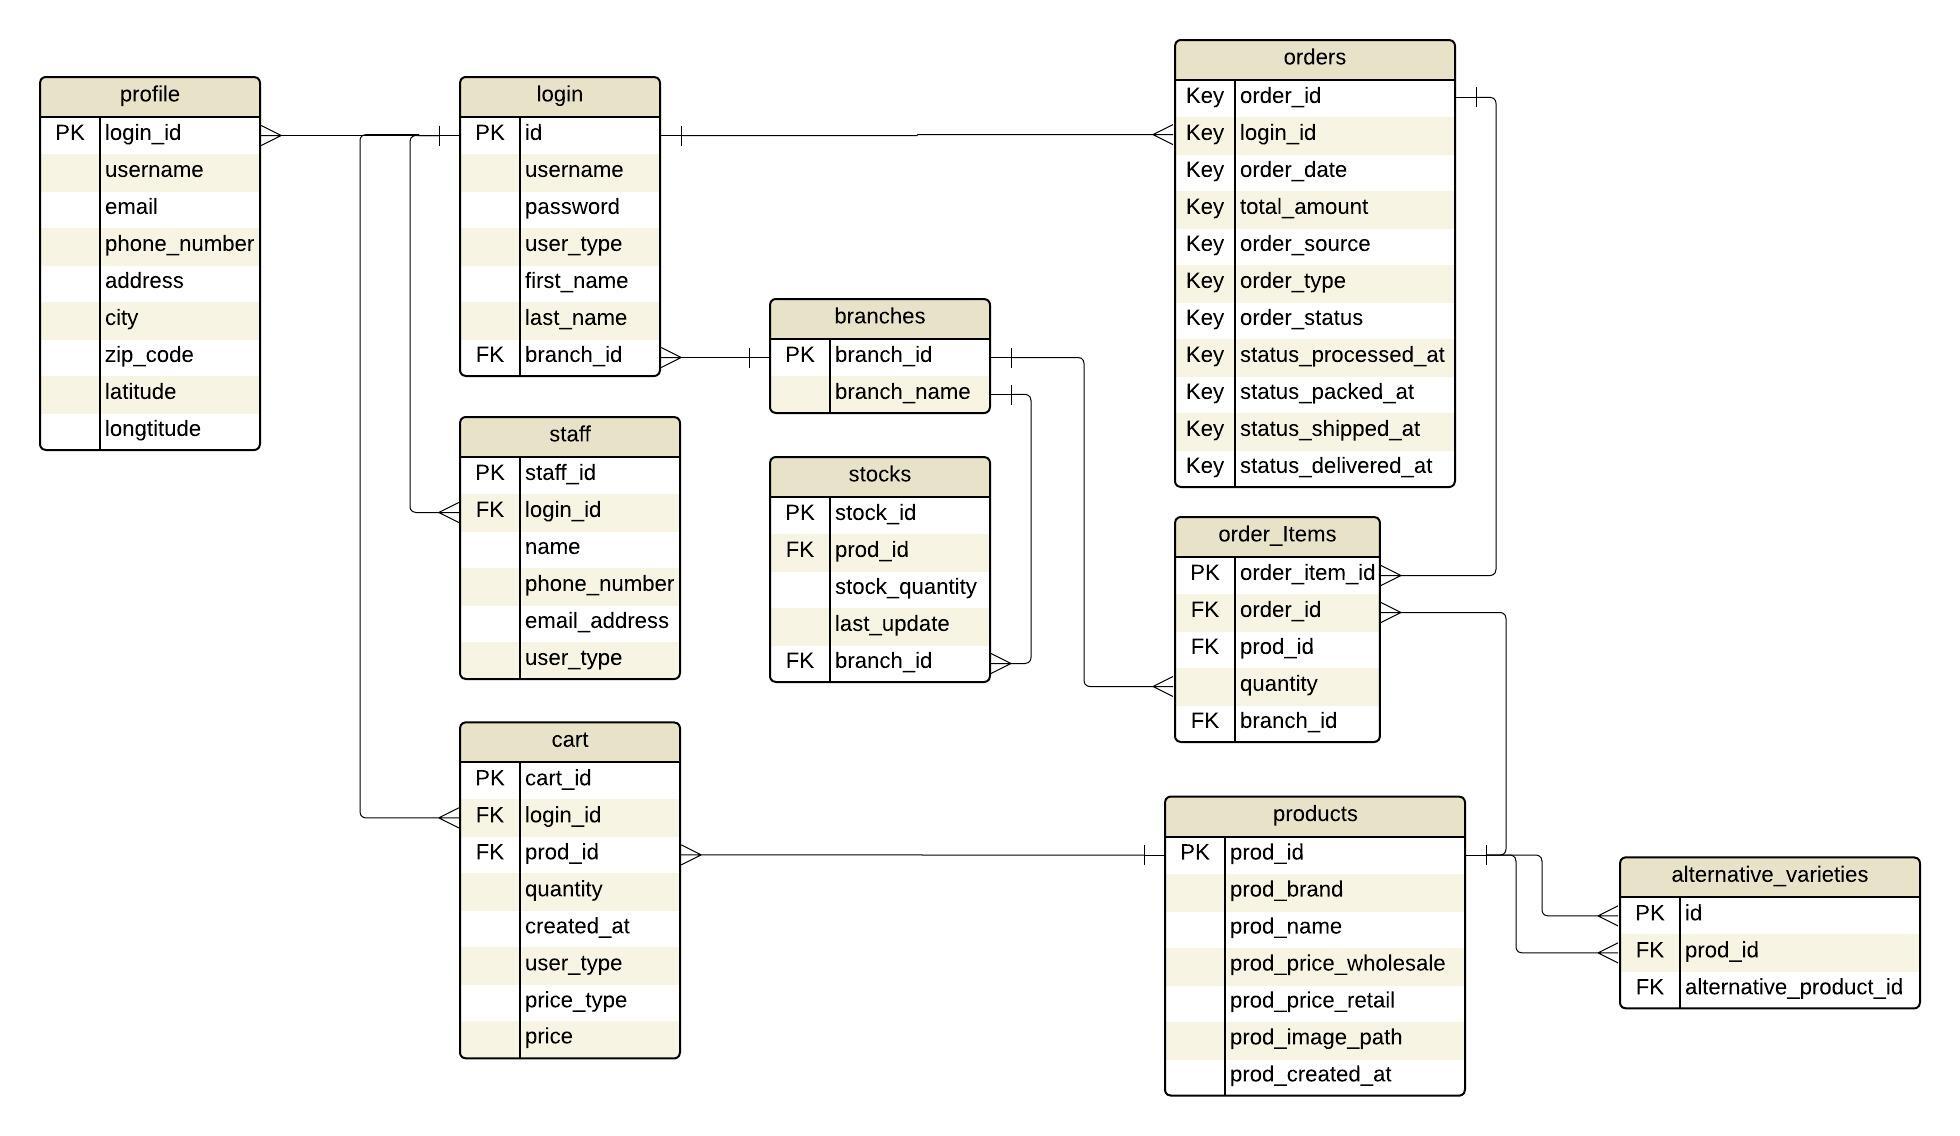 profile
PK login_id
username
email
phone_number
address
city
zip_code
latitude
longtitude
login
PK id
username
password
user_type
first_name
last_name
FK branch_id
orders
Key order_id
Key login_id
Key order_date
Key total_amount
Key order_source
Key order_type
Key order_status
Key status_processed_at
Key status_packed_at
Key status_shipped_at
Key status_delivered_at
branches
PK branch_id
branch_name
staff
PK staff_id
FK login_id
name
phone_number
email_address
user_type
stocks
PK stock_id
FK prod_id
stock_quantity
last_update
FK branch_id
order_Items
PK order_item_id
FK order_id
FK prod_id
quantity
FK branch_id
cart
PK cart_id
FK login_id
FK prod_id
quantity
created_at
user_type
price_type
price
products
PK prod_id
prod_brand
prod_name
prod_price_wholesale
prod_price_retail
prod_image_path
prod_created_at
alternative_varieties
PK id
FK prod_id
FK alternative_product_id